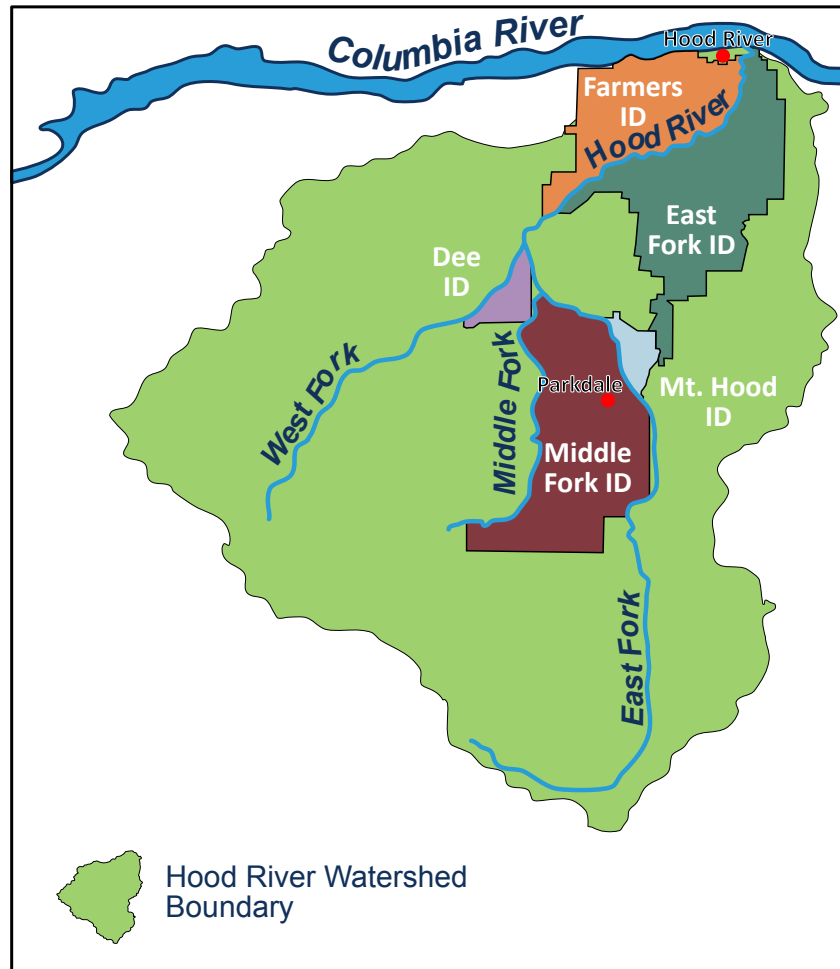 Columbia River
Hood River
Farmers
ID
Hood River
East
Fork ID
Dee
ID
West Fork
Middle Fork
Parkdale
Mt. Hood
ID
Middle
Fork ID
East Fork
Hood River Watershed
Boundary